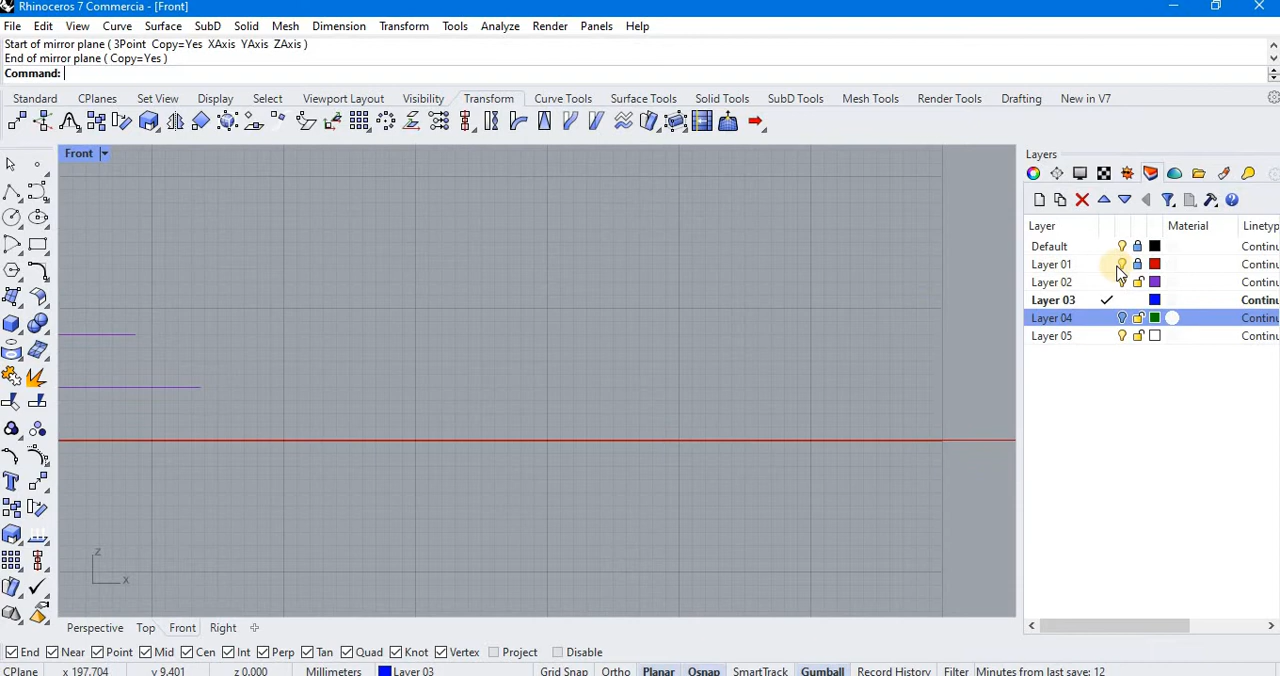 Rhinoceros 7 Commercia - [Front]
File Edit View Curve Surface SubD Solid Mesh Dimension Transform Tools Analyze Render Panels Help
Start of mirror plane ( 3Point Copy=Yes XAxis YAxis ZAxis )
End of mirror plane ( Copy=Yes )
Command:
Standard CPlanes Set View Display Select Viewport Layout Visibility Transform Curve Tools Surface Tools Solid Tools SubD Tools Mesh Tools Render Tools Drafting New in V7
Front
Layers
Layer Material Linetyp
Default Continu
Layer 01 Continu
Layer 02 Continu
Layer 03 Continu
Layer 04 Continu
Layer 05 Continu
z
x
Perspective Top Front Right
End Near Point Mid Cen Int Perp Tan Quad Knot Vertex Project Disable
CPlane x 197.704 y 9.401 z 0.000 Millimeters Layer 03 Grid Snap Ortho Planar Osnap SmartTrack Gumball Record History Filter Minutes from last save: 12